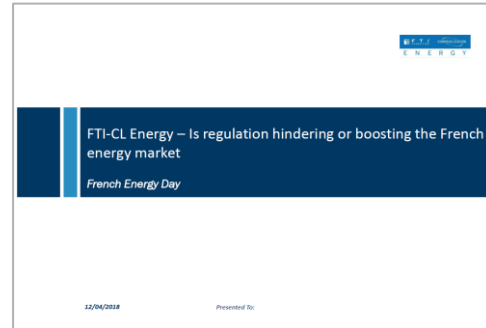 F T I
E N E R G Y
FTI-CL Energy – Is regulation hindering or boosting the French
energy market
French Energy Day
12/04/2018
Presented To: